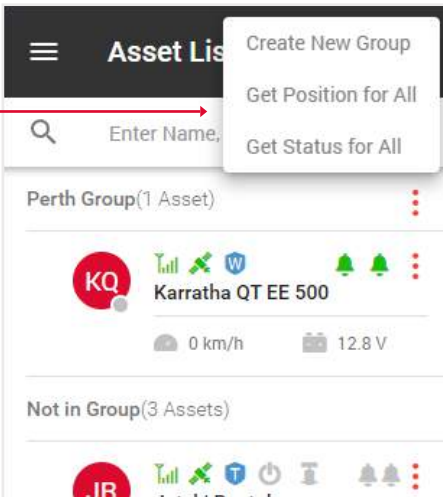 Asset Lis
Create New Group
Get Position for All
Get Status for All
Enter Name,
Perth Group(1 Asset)
KQ
W
Karratha QT EE 500
0 km/h
12.8 V
Not in Group(3 Assets)
JB
T